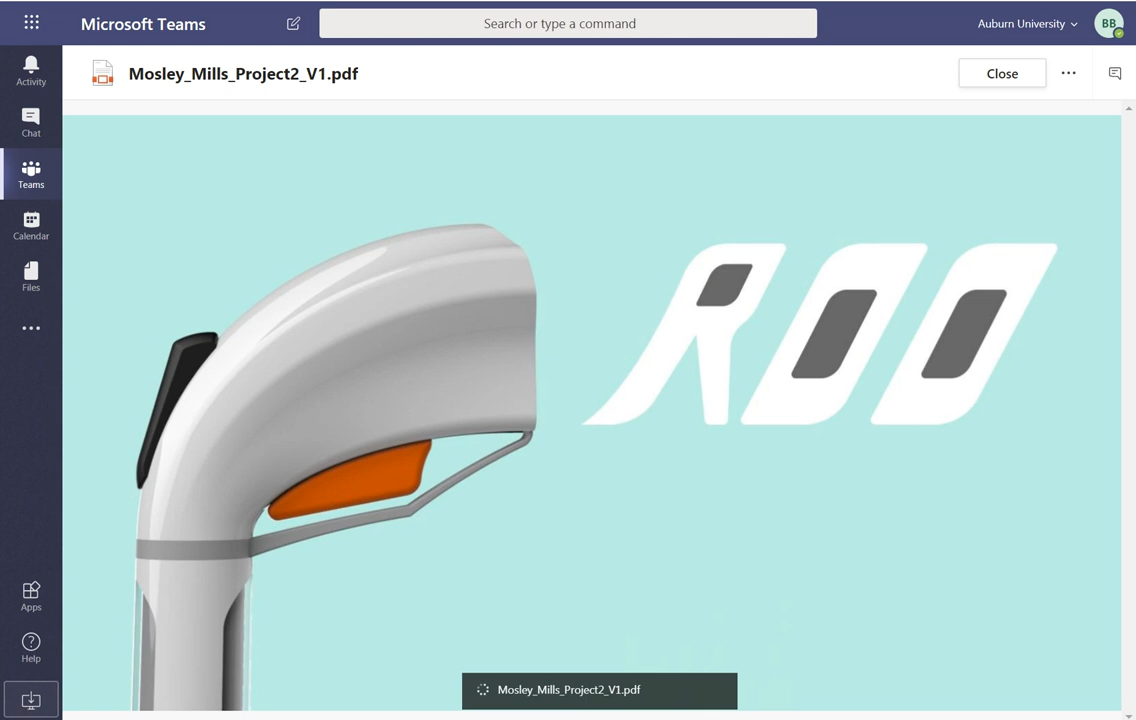 Microsoft Teams
Search or type a command
Auburn University
BB
Activity
Chat
Teams
Calendar
Files
Apps
Help
Mosley_Mills_Project2_V1.pdf
Close
ROO
Mosley_Mills_Project2_V1.pdf